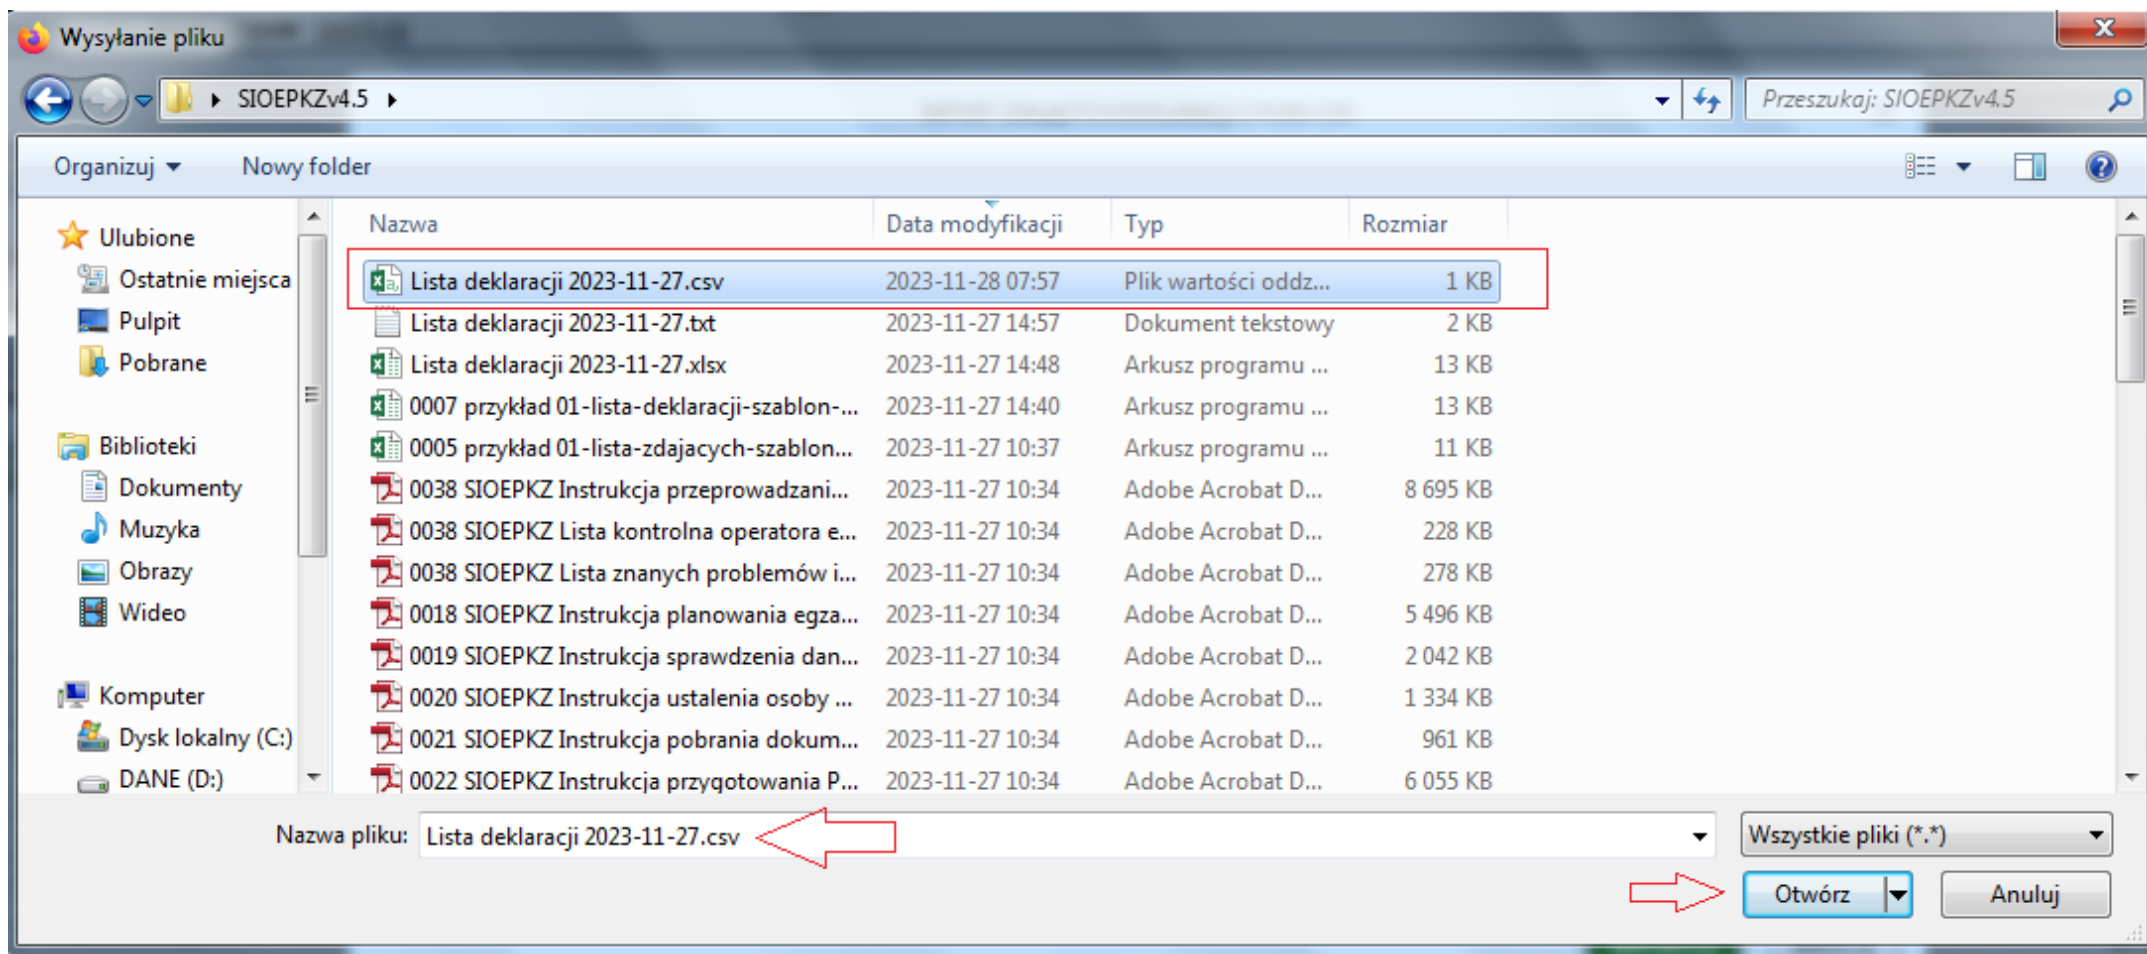 Wysyłanie pliku
SIOEPKZv4.5
Przeszukaj: SIOEPKZv4.5
Organizuj
Nowy folder
Ulubione
Ostatnie miejsca
Pulpit
Pobrane
Biblioteki
Dokumenty
Muzyka
Obrazy
Wideo
Komputer
Dysk lokalny (C:)
DANE (D:)
Nazwa Data modyfikacji Typ Rozmiar
Lista deklaracji 2023-11-27.csv 2023-11-28 07:57 Plik wartości oddz... 1 KB
Lista deklaracji 2023-11-27.txt 2023-11-27 14:57 Dokument tekstowy 2 KB
Lista deklaracji 2023-11-27.xlsx 2023-11-27 14:48 Arkusz programu ... 13 KB
0007 przykład 01-lista-deklaracji-szablon-... 2023-11-27 14:40 Arkusz programu ... 13 KB
0005 przykład 01-lista-zdajacych-szablon... 2023-11-27 10:37 Arkusz programu ... 11 KB
0038 SIOEPKZ Instrukcja przeprowadzani... 2023-11-27 10:34 Adobe Acrobat D... 8 695 KB
0038 SIOEPKZ Lista kontrolna operatora e... 2023-11-27 10:34 Adobe Acrobat D... 228 KB
0038 SIOEPKZ Lista znanych problemów i... 2023-11-27 10:34 Adobe Acrobat D... 278 KB
0018 SIOEPKZ Instrukcja planowania egza... 2023-11-27 10:34 Adobe Acrobat D... 5 496 KB
0019 SIOEPKZ Instrukcja sprawdzenia dan... 2023-11-27 10:34 Adobe Acrobat D... 2 042 KB
0020 SIOEPKZ Instrukcja ustalenia osoby ... 2023-11-27 10:34 Adobe Acrobat D... 1 334 KB
0021 SIOEPKZ Instrukcja pobrania dokum... 2023-11-27 10:34 Adobe Acrobat D... 961 KB
0022 SIOEPKZ Instrukcja przygotowania P... 2023-11-27 10:34 Adobe Acrobat D... 6 055 KB
Nazwa pliku: Lista deklaracji 2023-11-27.csv
Wszystkie pliki (*.*)
Otwórz
Anuluj